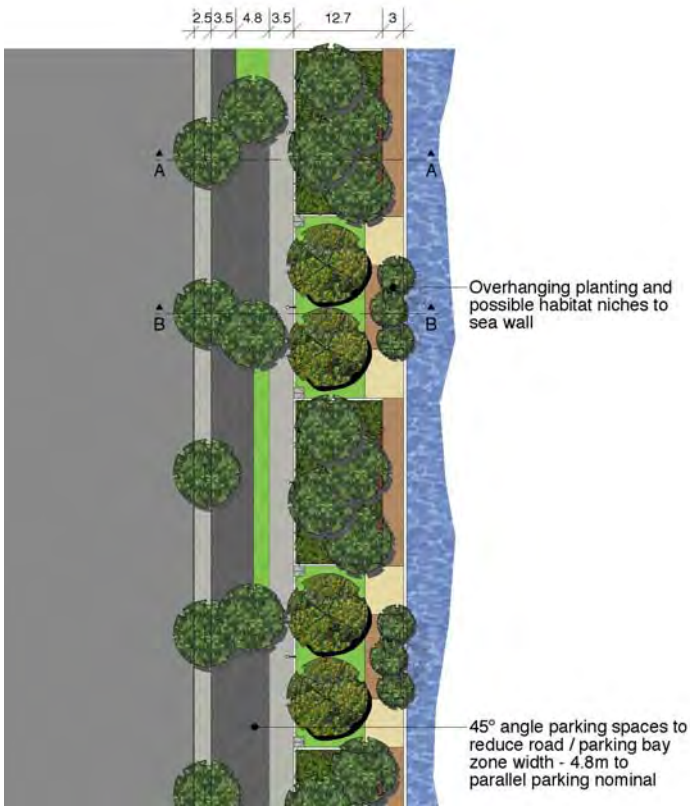 2.5 3.5 4.8 3.5 12.7 3
A A
B B
Overhanging planting and
possible habitat niches to
sea wall
45° angle parking spaces to
reduce road / parking bay
zone width - 4.8m to
parallel parking nominal